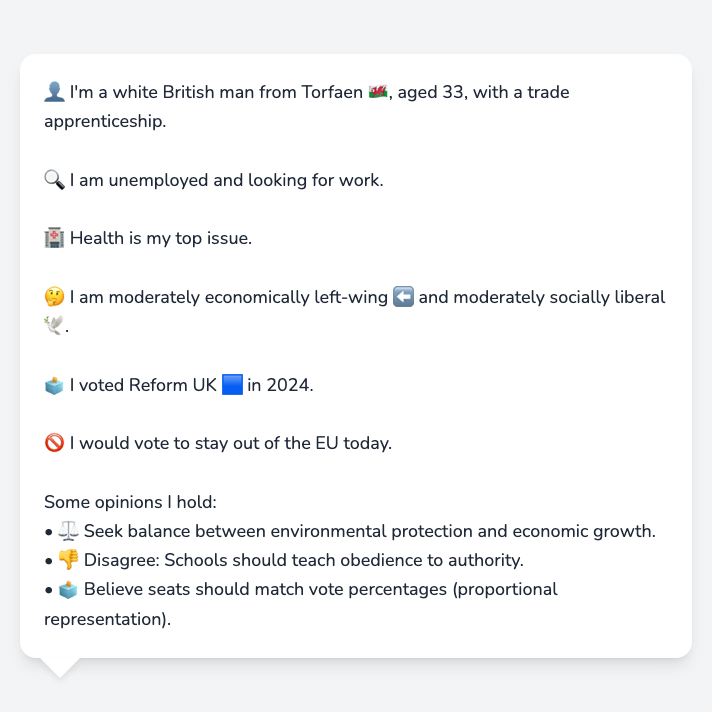 👤 I'm a white British man from Torfaen 🏴󠁧󠁢󠁷󠁬󠁳󠁿, aged 33, with a trade
apprenticeship.
🔍 I am unemployed and looking for work.
🏥 Health is my top issue.
🤔 I am moderately economically left-wing ⬅️ and moderately socially liberal
🕊️.
🗳️ I voted Reform UK 🟦 in 2024.
🚫 I would vote to stay out of the EU today.
Some opinions I hold:
• ⚖️ Seek balance between environmental protection and economic growth.
• 👎 Disagree: Schools should teach obedience to authority.
• 🗳️ Believe seats should match vote percentages (proportional
representation).